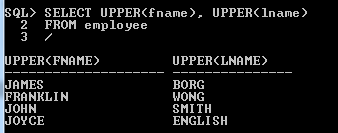 SQL> SELECT UPPER(fname), UPPER(lname)
2 FROM employee
3 /
UPPER(FNAME) UPPER(LNAME)
--------------- ---------------
JAMES BORG
FRANKLIN WONG
JOHN SMITH
JOYCE ENGLISH